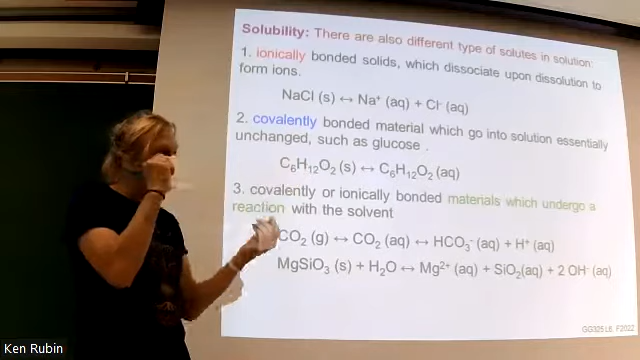 Solubility: There are also different type of solutes in solution:
1. ionically bonded solids, which dissociate upon dissolution to
form ions.
NaCl (s) ↔ Na⁺ (aq) + Cl⁻ (aq)
2. covalently bonded material which go into solution essentially
unchanged, such as glucose .
C₆H₁₂O₂ (s) ↔ C₆H₁₂O₂ (aq)
3. covalently or ionically bonded materials which undergo a
reaction with the solvent
CO₂ (g) ↔ CO₂ (aq) ↔ HCO₃⁻ (aq) + H⁺ (aq)
MgSiO₃ (s) + H₂O ↔ Mg²⁺ (aq) + SiO₂(aq) + 2 OH⁻ (aq)
GG325 L6, F2022
Ken Rubin